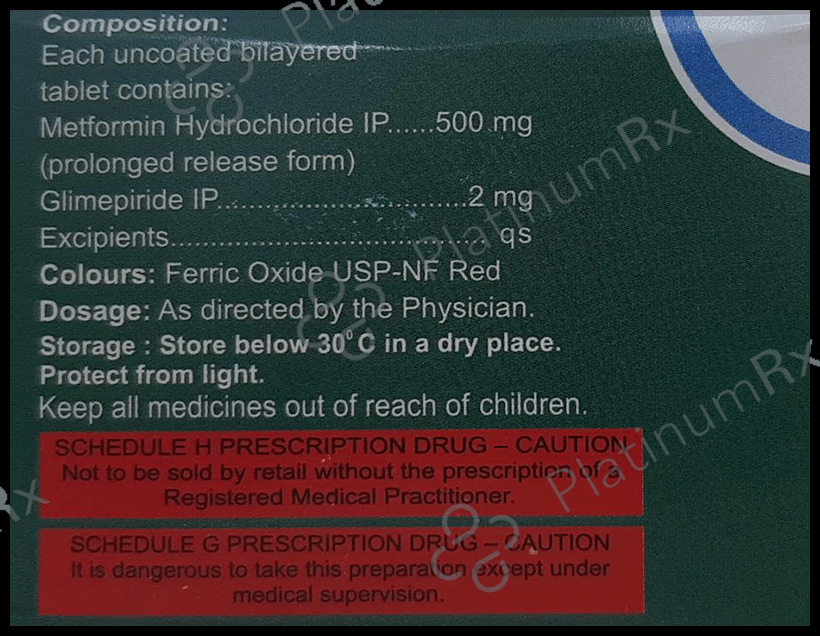 Composition:
Each uncoated bilayered
tablet contains:
Metformin Hydrochloride IP......500 mg
(prolonged release form)
Glimepiride IP...............................2 mg
Excipients....................................... qs
Colours: Ferric Oxide USP-NF Red
Dosage: As directed by the Physician.
Storage : Store below 30⁰ C in a dry place.
Protect from light.
Keep all medicines out of reach of children.
SCHEDULE H PRESCRIPTION DRUG – CAUTION
Not to be sold by retail without the prescription of a
Registered Medical Practitioner.
SCHEDULE G PRESCRIPTION DRUG – CAUTION
It is dangerous to take this preparation except under
medical supervision.
PlatinumRx
PlatinumRx
Platinum
Rx